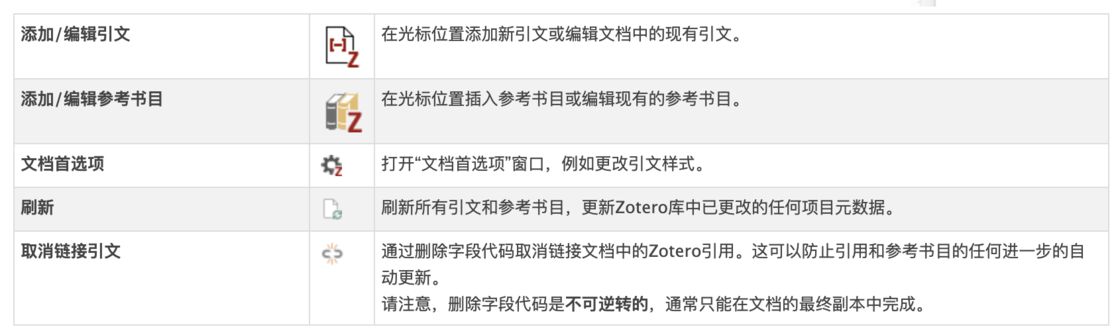 添加/编辑引文
在光标位置添加新引文或编辑文档中的现有引文。
添加/编辑参考书目
在光标位置插入参考书目或编辑现有的参考书目。
文档首选项
打开“文档首选项”窗口，例如更改引文样式。
刷新
刷新所有引文和参考书目，更新Zotero库中已更改的任何项目元数据。
取消链接引文
通过删除字段代码取消链接文档中的Zotero引用。这可以防止引用和参考书目的任何进一步的自
动更新。
请注意，删除字段代码是不可逆转的，通常只能在文档的最终副本中完成。